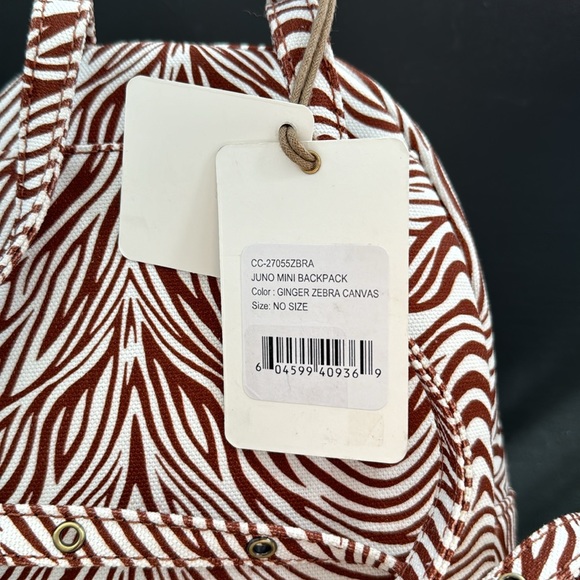 CC-27055ZBRA
JUNO MINI BACKPACK
Color : GINGER ZEBRA CANVAS
Size: NO SIZE
6 04599 40936 9